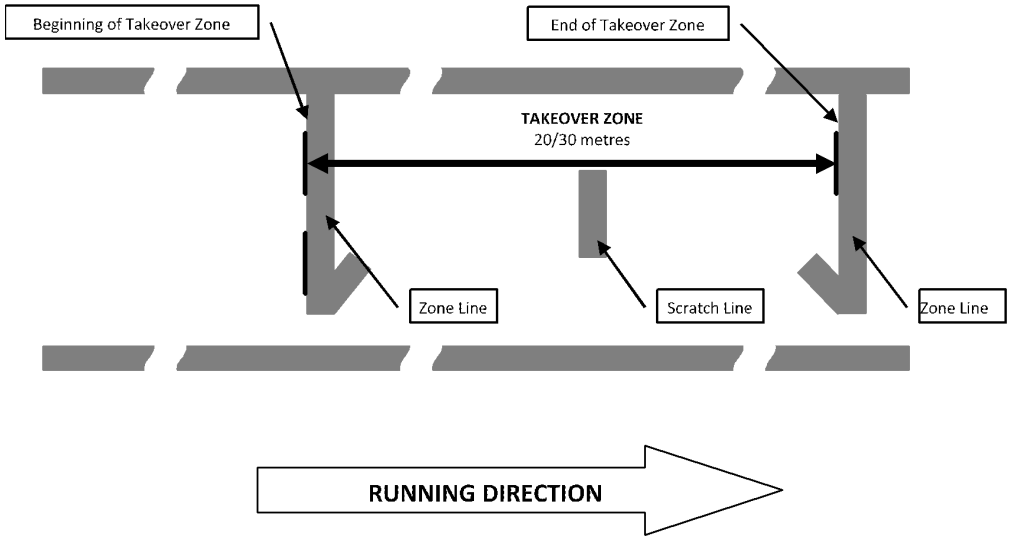 Beginning of Takeover Zone
End of Takeover Zone
TAKEOVER ZONE
20/30 metres
Zone Line
Scratch Line
Zone Line
RUNNING DIRECTION